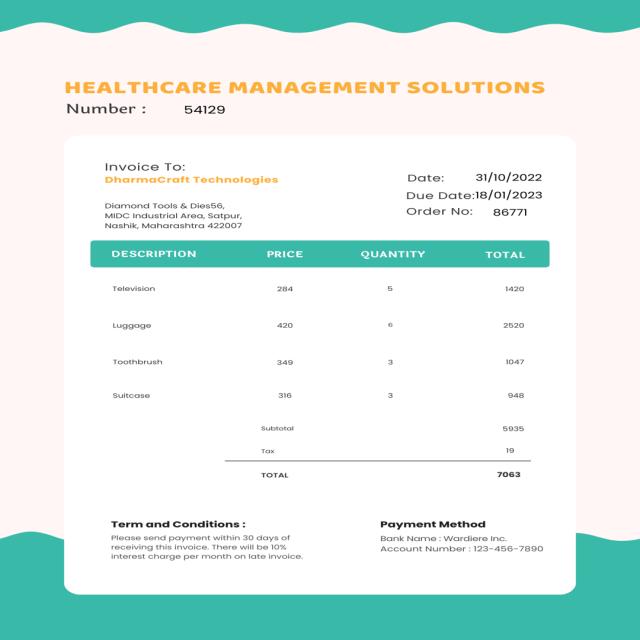 HEALTHCARE MANAGEMENT SOLUTIONS
Number : 54129
Invoice To:
DharmaCraft Technologies
Diamond Tools & Dies56,
MIDC Industrial Area, Satpur,
Nashik, Maharashtra 422007
Date: 31/10/2022
Due Date:18/01/2023
Order No: 86771
DESCRIPTION PRICE QUANTITY TOTAL
Television 284 5 1420
Luggage 420 6 2520
Toothbrush 349 3 1047
Suitcase 316 3 948
Subtotal 5935
Tax 19
TOTAL 7063
Term and Conditions :
Please send payment within 30 days of
receiving this invoice. There will be 10%
interest charge per month on late invoice.
Payment Method
Bank Name : Wardiere Inc.
Account Number : 123-456-7890